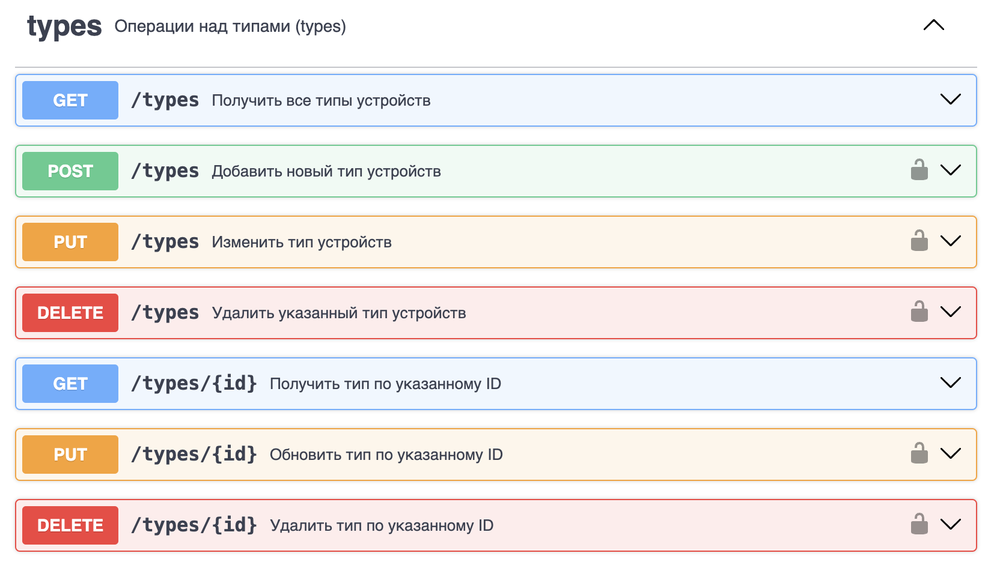 types Операции над типами (types)
GET /types Получить все типы устройств
POST /types Добавить новый тип устройств
PUT /types Изменить тип устройств
DELETE /types Удалить указанный тип устройств
GET /types/{id} Получить тип по указанному ID
PUT /types/{id} Обновить тип по указанному ID
DELETE /types/{id} Удалить тип по указанному ID